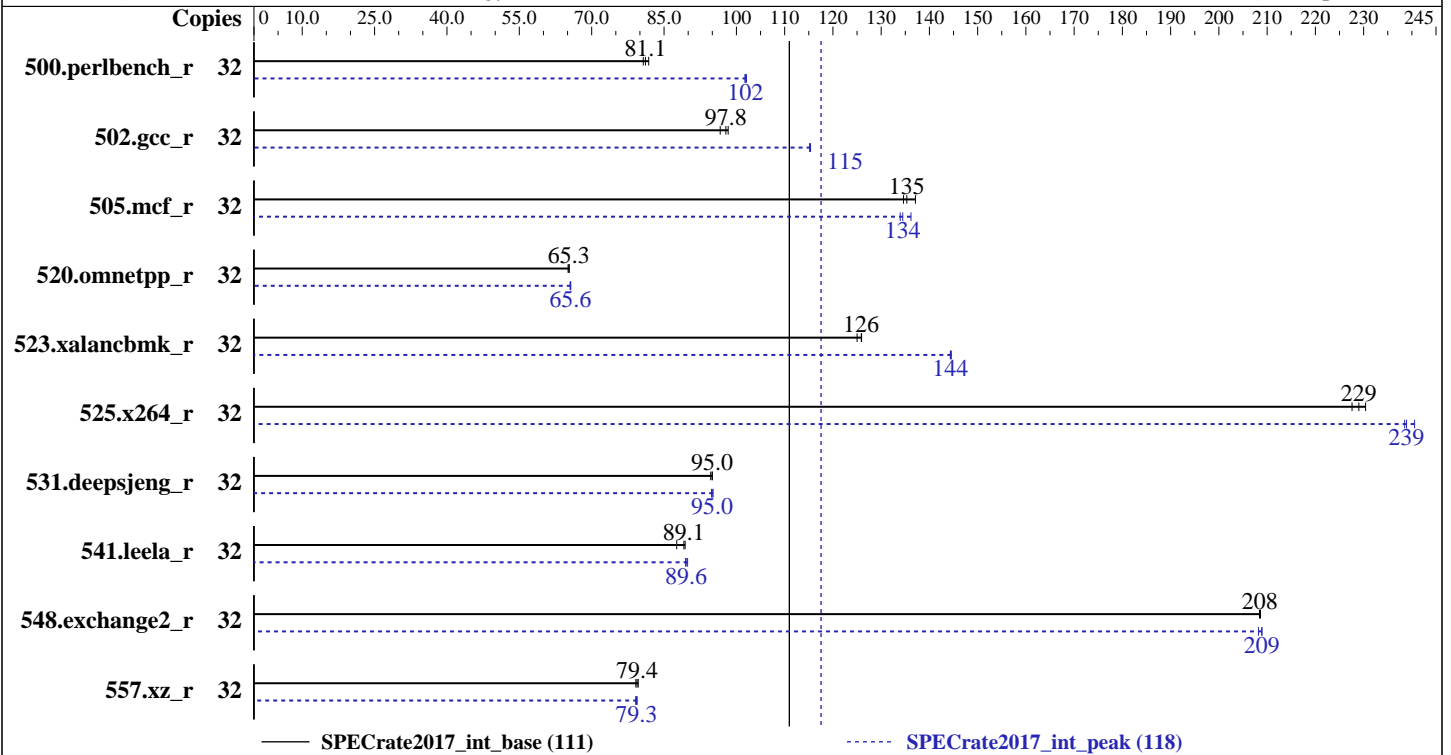 Copies 0 10.0 25.0 40.0 55.0 70.0 85.0 100 110 120 130 140 150 160 170 180 190 200 210 220 230 245
500.perlbench_r 32 81.1
102
502.gcc_r 32 97.8
115
505.mcf_r 32 135
134
520.omnetpp_r 32 65.3
65.6
523.xalancbmk_r 32 126
144
525.x264_r 32 229
239
531.deepsjeng_r 32 95.0
95.0
541.leela_r 32 89.1
89.6
548.exchange2_r 32 208
209
557.xz_r 32 79.4
79.3
SPECrate2017_int_base (111) SPECrate2017_int_peak (118)